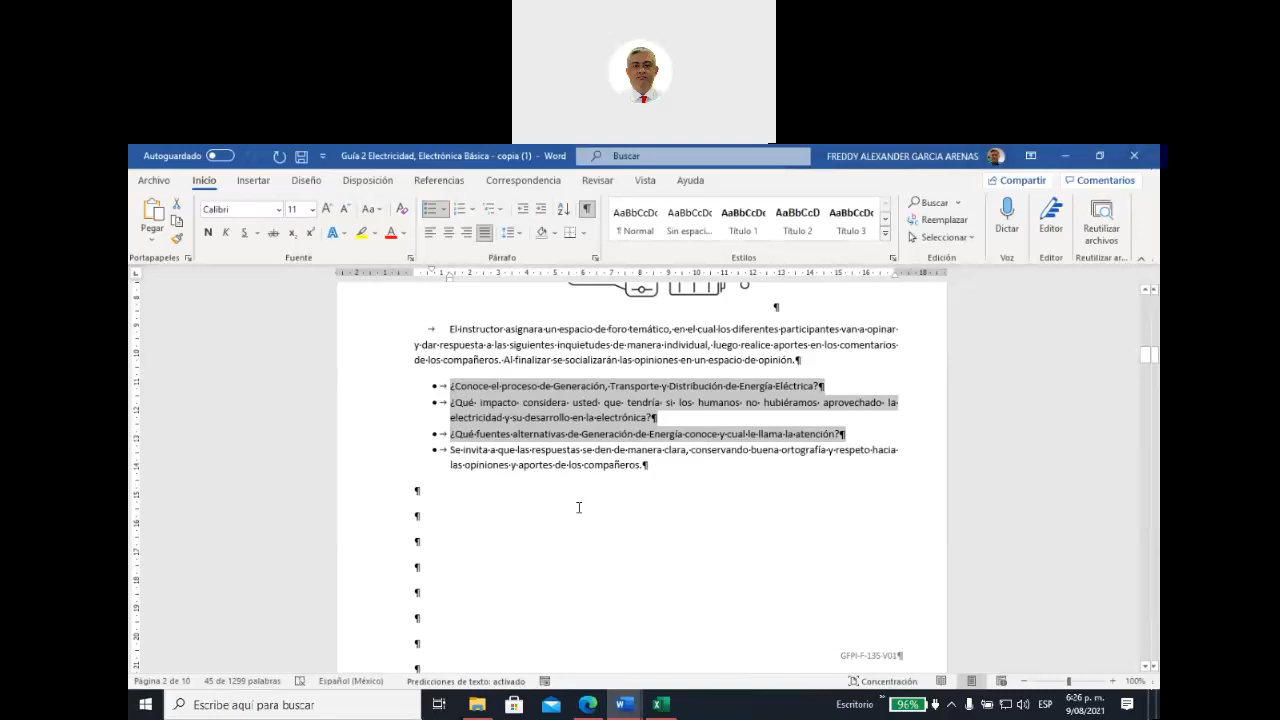 Autoguardado
Guía 2 Electricidad, Electrónica Básica - copia (1) - Word
Buscar
FREDDY ALEXANDER GARCIA ARENAS
Archivo Inicio Insertar Diseño Disposición Referencias Correspondencia Revisar Vista Ayuda
Compartir Comentarios
Pegar
Calibri 11
N K S ab
AaBbCcDc AaBbCcDc AaBbCcDc AaBbCcD AaBbCcDc
¶ Normal Sin espaci... Título 1 Título 2 Título 3
Buscar
Reemplazar
Seleccionar
Dictar
Editor
Reutilizar archivos
Portapapeles Fuente Párrafo Estilos Edición Voz Editor Reutilizar ar...
El instructor asignara un espacio de foro temático, en el cual los diferentes participantes van a opinar
y dar respuesta a las siguientes inquietudes de manera individual, luego realice aportes en los comentarios
de los compañeros. Al finalizar se socializarán las opiniones en un espacio de opinión.¶
• ¿Conoce el proceso de Generación, Transporte y Distribución de Energía Eléctrica?¶
• ¿Qué impacto considera usted que tendría si los humanos no hubiéramos aprovechado la
electricidad y su desarrollo en la electrónica?¶
• ¿Qué fuentes alternativas de Generación de Energía conoce y cual le llama la atención?¶
• Se invita a que las respuestas se den de manera clara, conservando buena ortografía y respeto hacia
las opiniones y aportes de los compañeros.¶
GFPI-F-135-V01¶
Página 2 de 10 45 de 1299 palabras Español (México) Predicciones de texto: activado Concentración 100%
Escribe aquí para buscar
Escritorio
96%
ESP
6:26 p. m.
9/08/2021